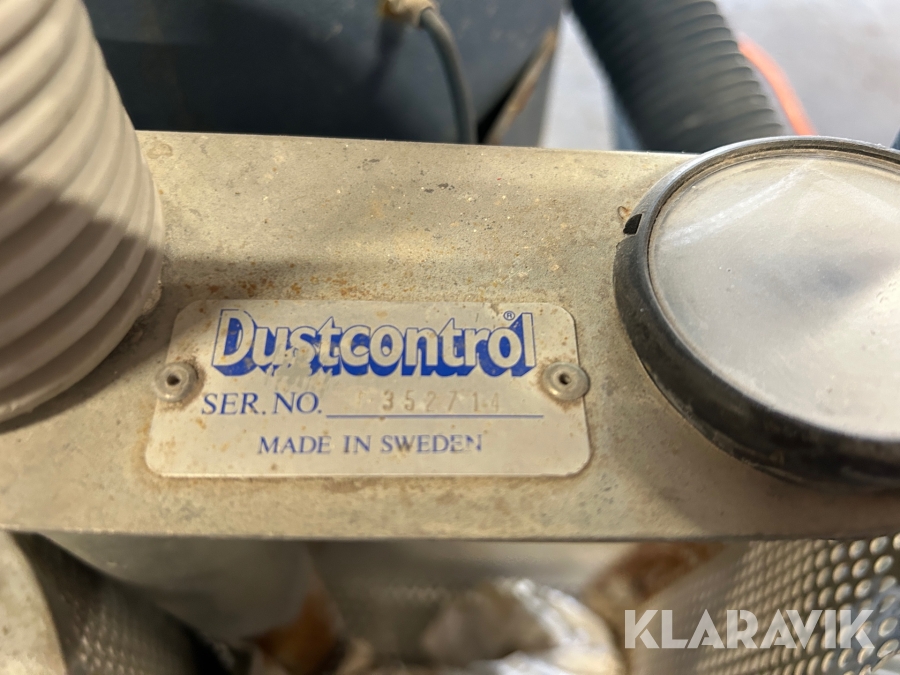 Dustcontrol®
SER. NO. 352714
MADE IN SWEDEN
KLARAVIK